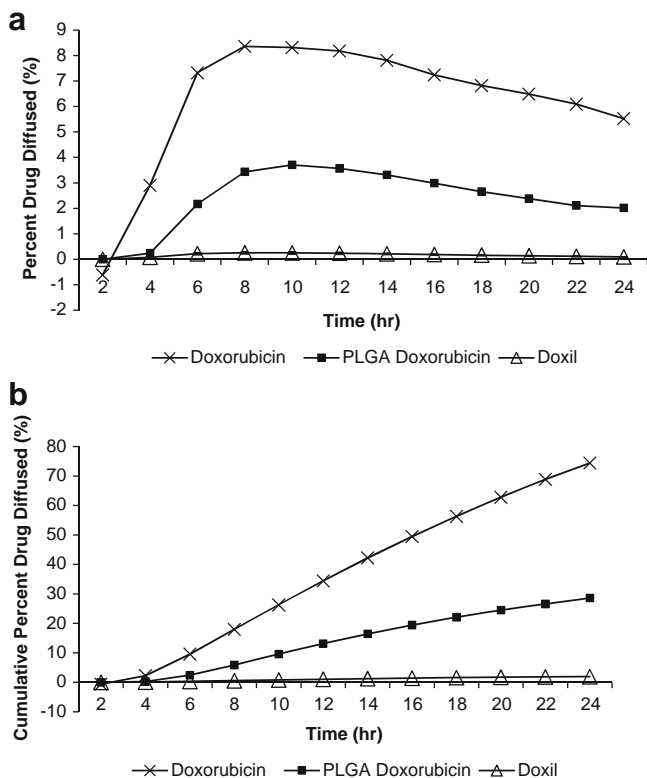 a
Percent Drug Diffused (%)
9
8
7
6
5
4
3
2
1
0
-1
-2
2 4 6 8 10 12 14 16 18 20 22 24
Time (hr)
Doxorubicin PLGA Doxorubicin Doxil
b
Cumulative Percent Drug Diffused (%)
80
70
60
50
40
30
20
10
0
-10
2 4 6 8 10 12 14 16 18 20 22 24
Time (hr)
Doxorubicin PLGA Doxorubicin Doxil